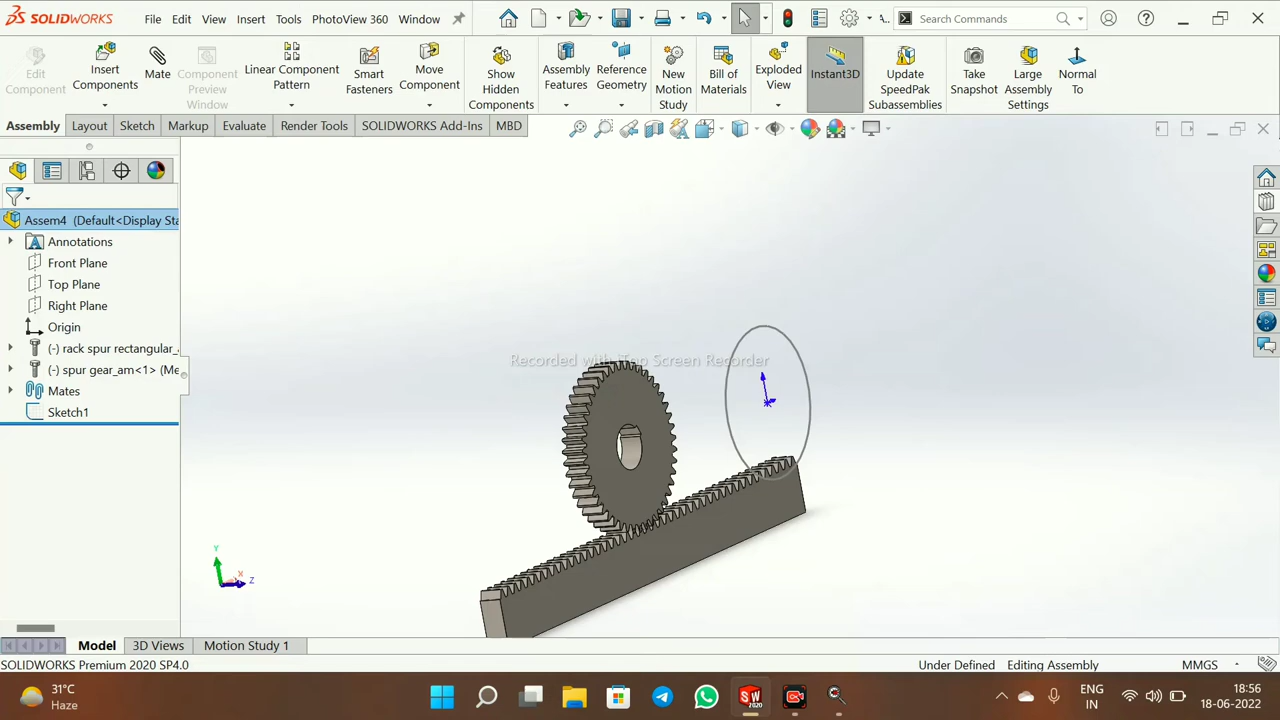 SOLIDWORKS File Edit View Insert Tools PhotoView 360 Window A... Search Commands
Edit Component
Insert Components
Mate
Component Preview Window
Linear Component Pattern
Smart Fasteners
Move Component
Show Hidden Components
Assembly Features
Reference Geometry
New Motion Study
Bill of Materials
Exploded View
Instant3D
Update SpeedPak Subassemblies
Take Snapshot
Large Assembly Settings
Normal To
Assembly Layout Sketch Markup Evaluate Render Tools SOLIDWORKS Add-Ins MBD
Assem4 (Default<Display Sta
Annotations
Front Plane
Top Plane
Right Plane
Origin
(-) rack spur rectangular_
(-) spur gear_am<1> (Me
Mates
Sketch1
Recorded with iTop Screen Recorder
Y
X
Z
Model 3D Views Motion Study 1
SOLIDWORKS Premium 2020 SP4.0 Under Defined Editing Assembly MMGS
31°C
Haze
SW
2020
ENG
IN
18:56
18-06-2022